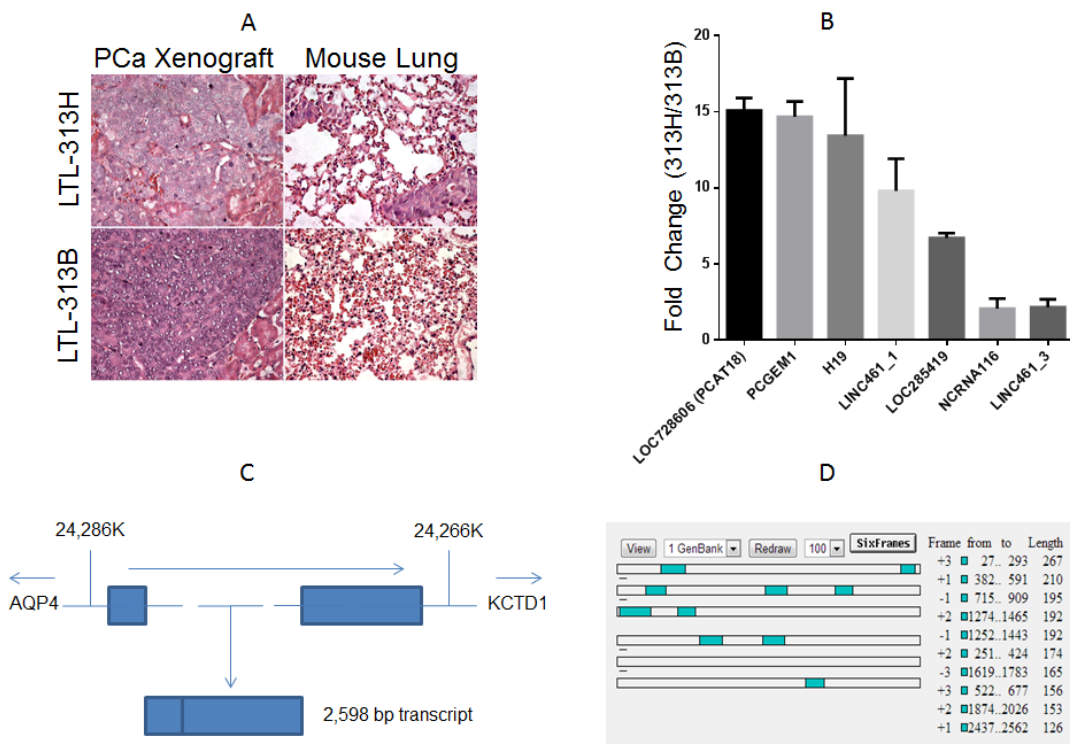 A
PCa Xenograft Mouse Lung
LTL-313H
LTL-313B
B
Fold Change (313H/313B)
20
15
10
5
0
LOC728606 (PCAT18)
PCGEM1
H19
LINC461_1
LOC285419
NCRNA116
LINC461_3
C
24,286K
24,266K
AQP4
KCTD1
2,598 bp transcript
D
View 1 GenBank Redraw 100 SixFrames
Frame from to Length
+3 27.. 293 267
+1 382.. 591 210
-1 715.. 909 195
+2 1274..1465 192
-1 1252..1443 192
+2 251.. 424 174
-3 1619..1783 165
+3 522.. 677 156
+2 1874..2026 153
+1 2437..2562 126